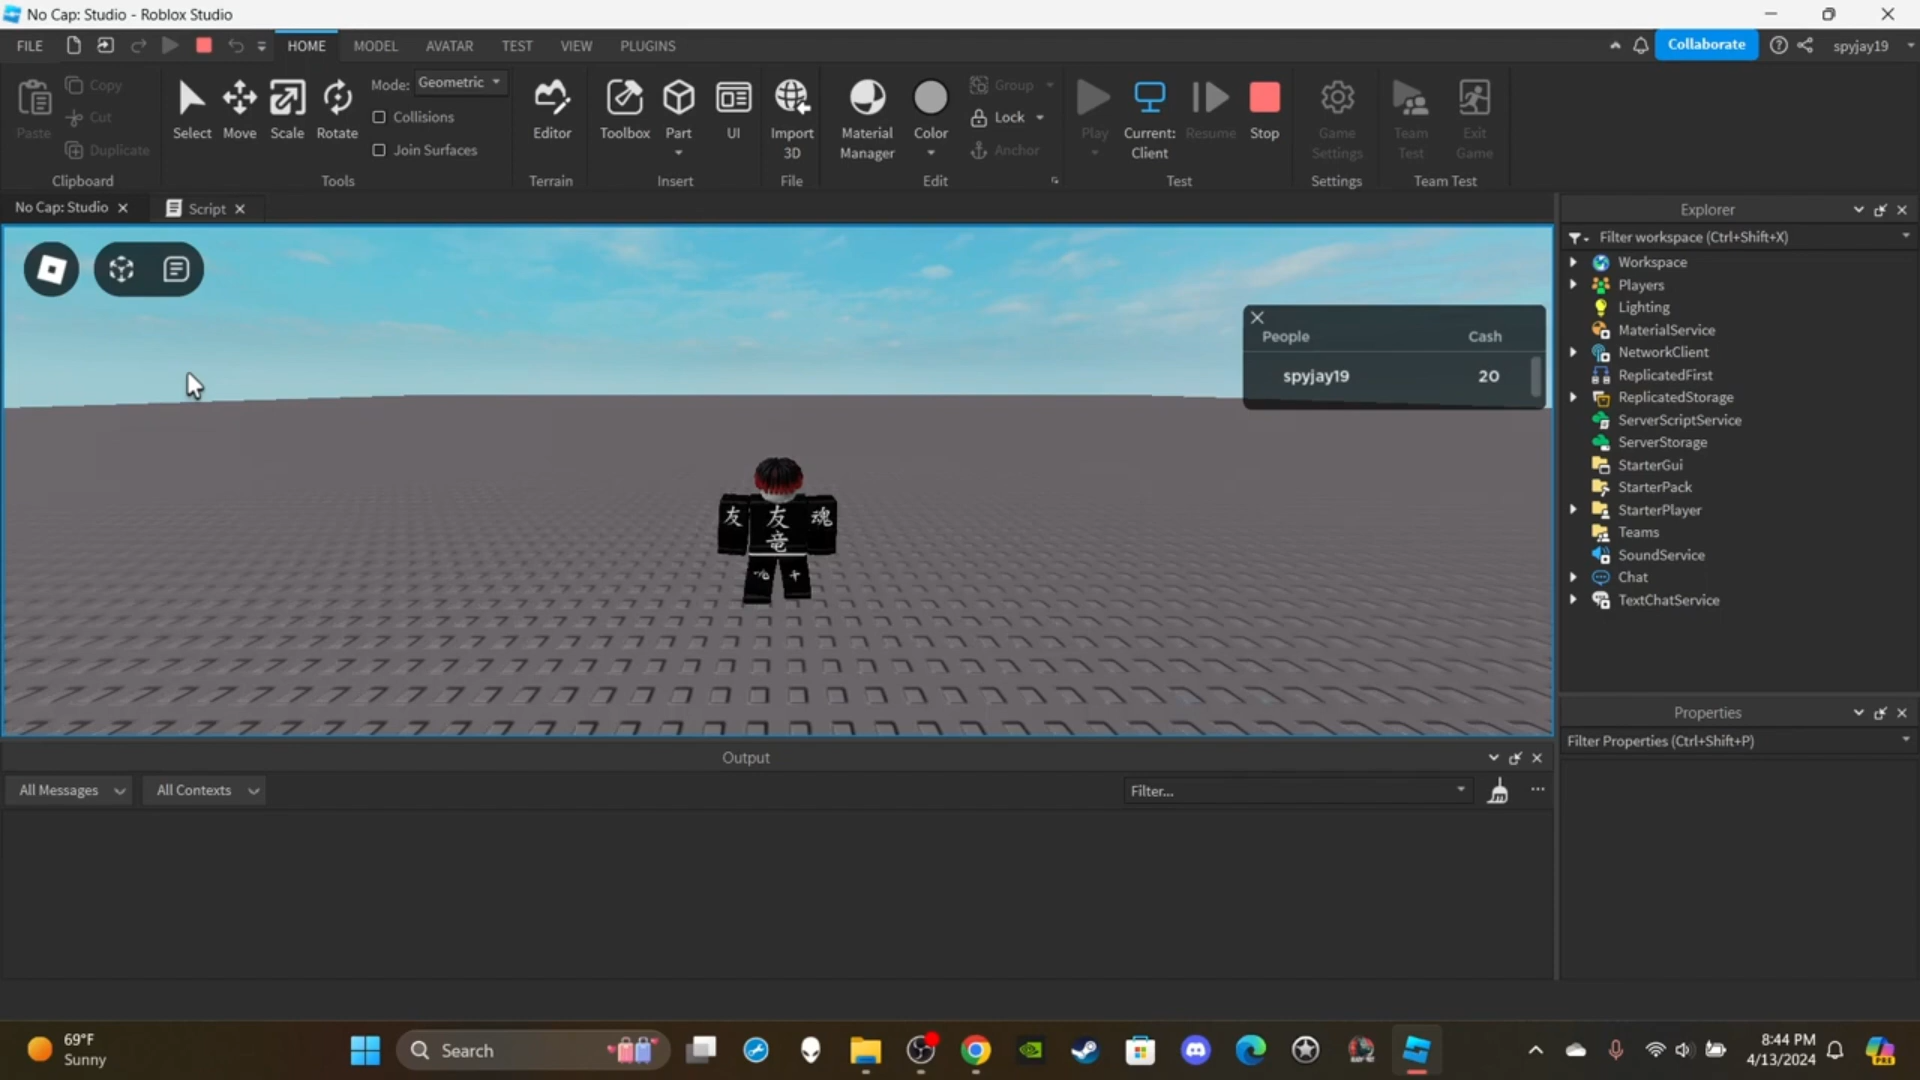 No Cap: Studio - Roblox Studio
FILE
HOME
MODEL
AVATAR
TEST
VIEW
PLUGINS
Collaborate
spyjay19
Paste
Copy
Cut
Duplicate
Clipboard
Select
Move
Scale
Rotate
Mode: Geometric
Collisions
Join Surfaces
Tools
Editor
Terrain
Toolbox
Part
UI
Insert
Import
3D
File
Material
Manager
Color
Group
Lock
Anchor
Edit
Play
Current:
Client
Resume
Stop
Test
Game
Settings
Settings
Team
Test
Exit
Game
Team Test
No Cap: Studio
Script
People Cash
spyjay19 20
友 友 魂
竜
Explorer
Filter workspace (Ctrl+Shift+X)
Workspace
Players
Lighting
MaterialService
NetworkClient
ReplicatedFirst
ReplicatedStorage
ServerScriptService
ServerStorage
StarterGui
StarterPack
StarterPlayer
Teams
SoundService
Chat
TextChatService
Properties
Filter Properties (Ctrl+Shift+P)
Output
All Messages
All Contexts
Filter...
69°F
Sunny
Search
8:44 PM
4/13/2024